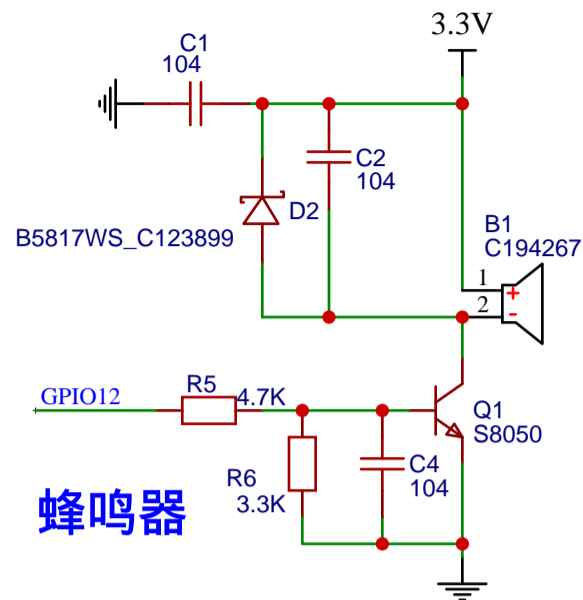 3.3V
C1
104
C2
104
D2
B5817WS_C123899
B1
C194267
1
+
2
-
GPIO12
R5
4.7K
Q1
S8050
R6
3.3K
C4
104
蜂鸣器